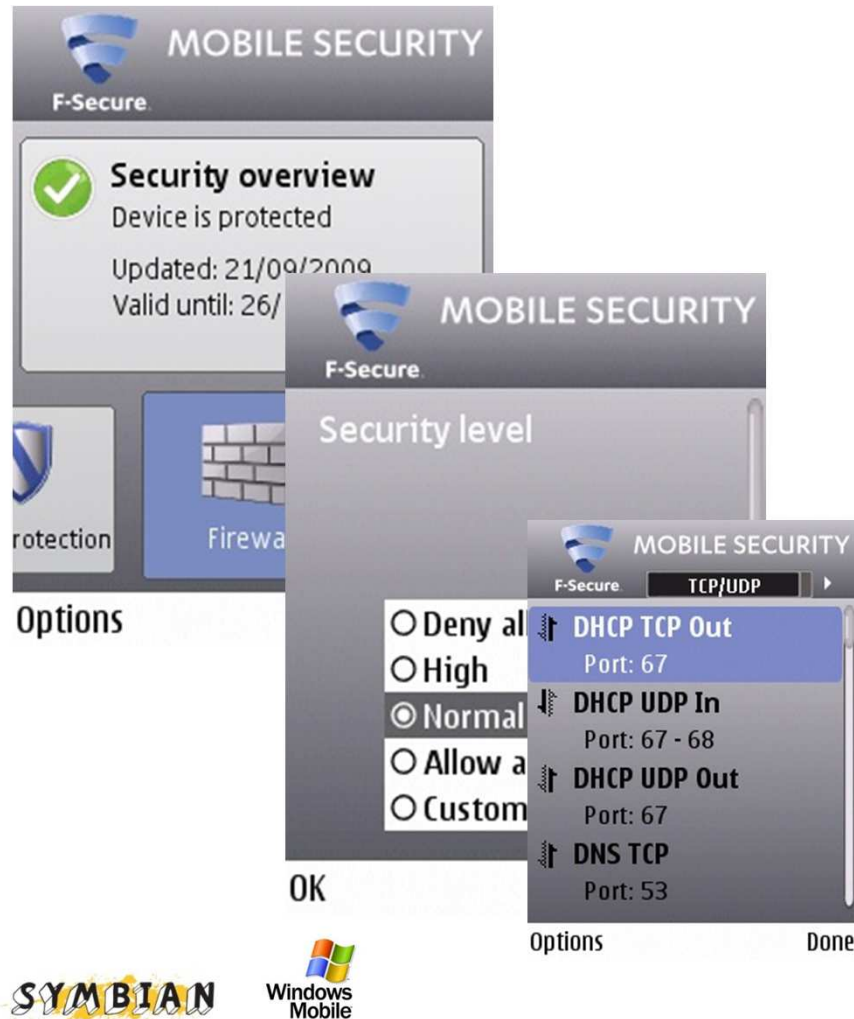 MOBILE SECURITY
F-Secure.
Security overview
Device is protected
Updated: 21/09/2009
Valid until: 26/
rotection
Firewa
Options
MOBILE SECURITY
F-Secure.
Security level
Deny al
High
Normal
Allow a
Custom
OK
MOBILE SECURITY
F-Secure.
TCP/UDP
DHCP TCP Out
Port: 67
DHCP UDP In
Port: 67 - 68
DHCP UDP Out
Port: 67
DNS TCP
Port: 53
Options
Done
SYMBIAN
Windows
Mobile